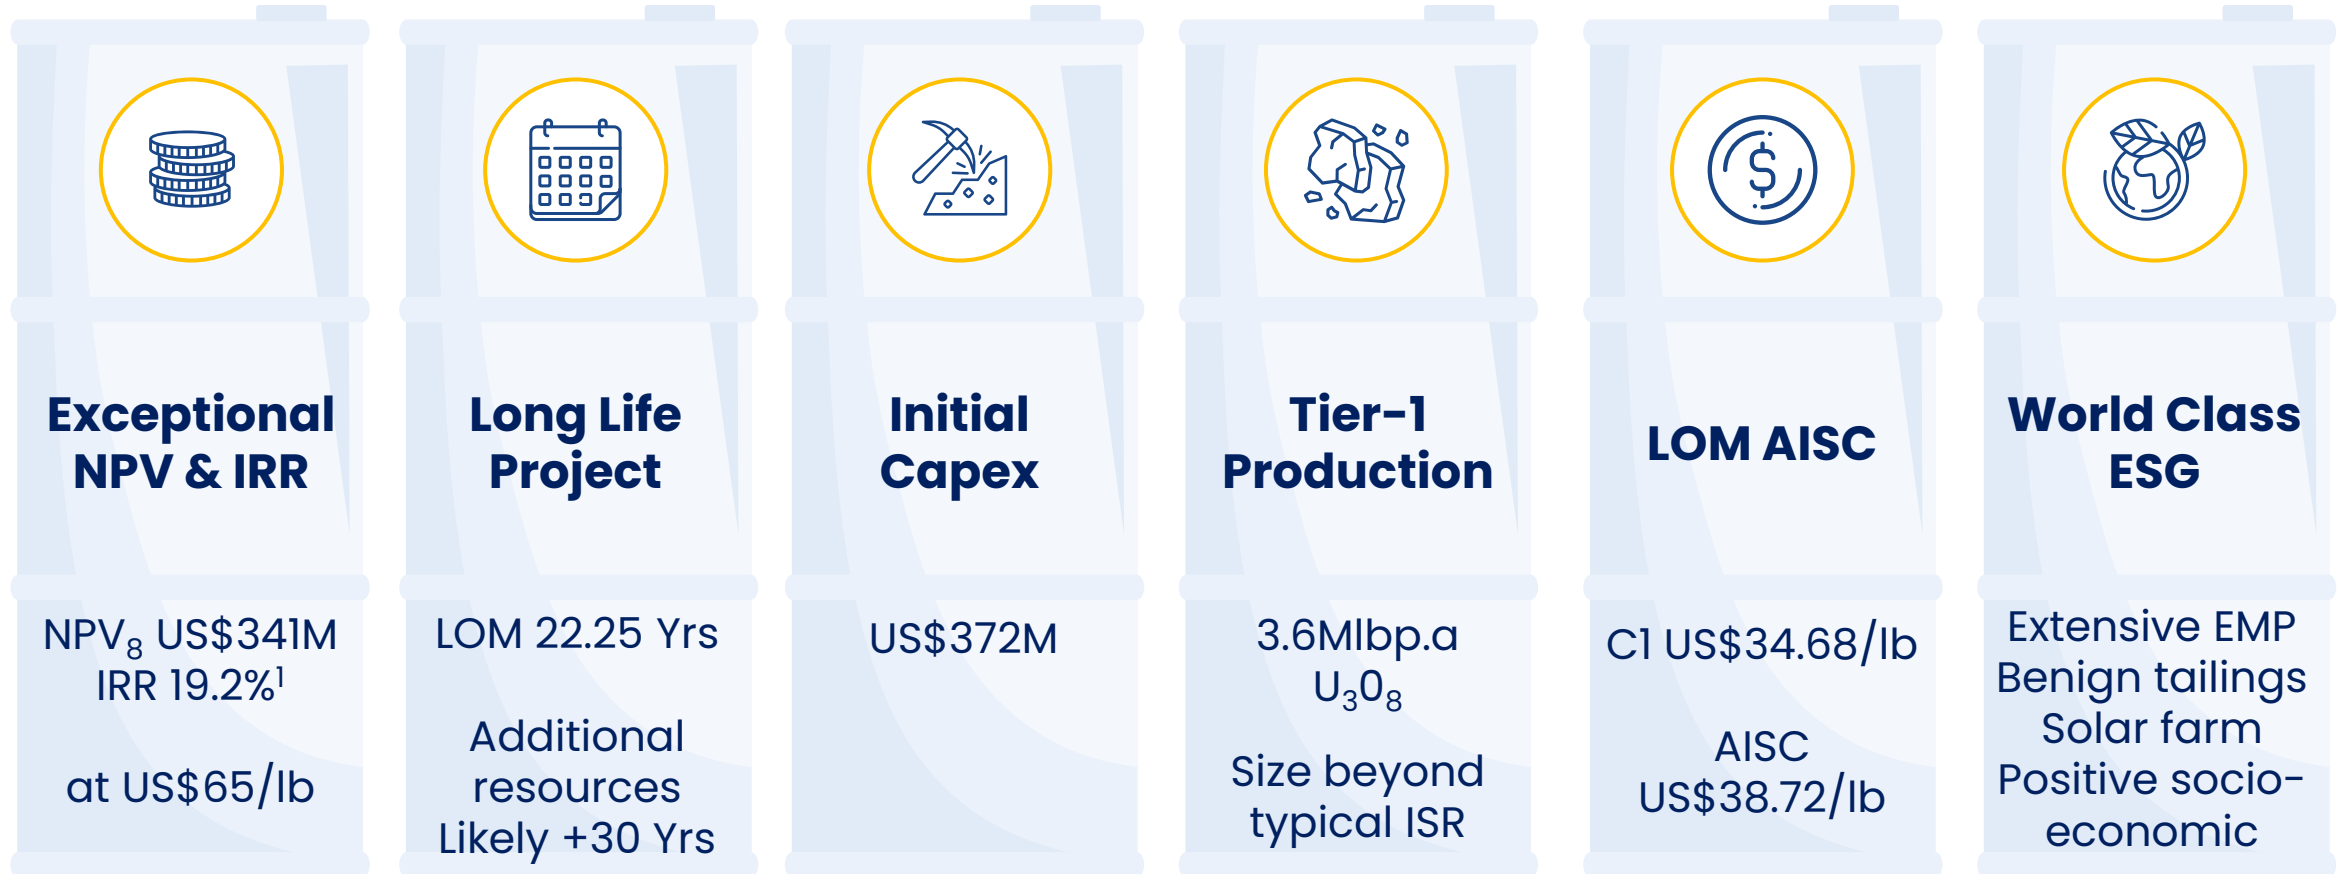 Exceptional
NPV & IRR
NPV₈ US$341M
IRR 19.2%¹
at US$65/lb
Long Life
Project
LOM 22.25 Yrs
Additional
resources
Likely +30 Yrs
Initial
Capex
US$372M
Tier-1
Production
3.6Mlbp.a
U₃0₈
Size beyond
typical ISR
LOM AISC
C1 US$34.68/lb
AISC
US$38.72/lb
World Class
ESG
Extensive EMP
Benign tailings
Solar farm
Positive socio-
economic